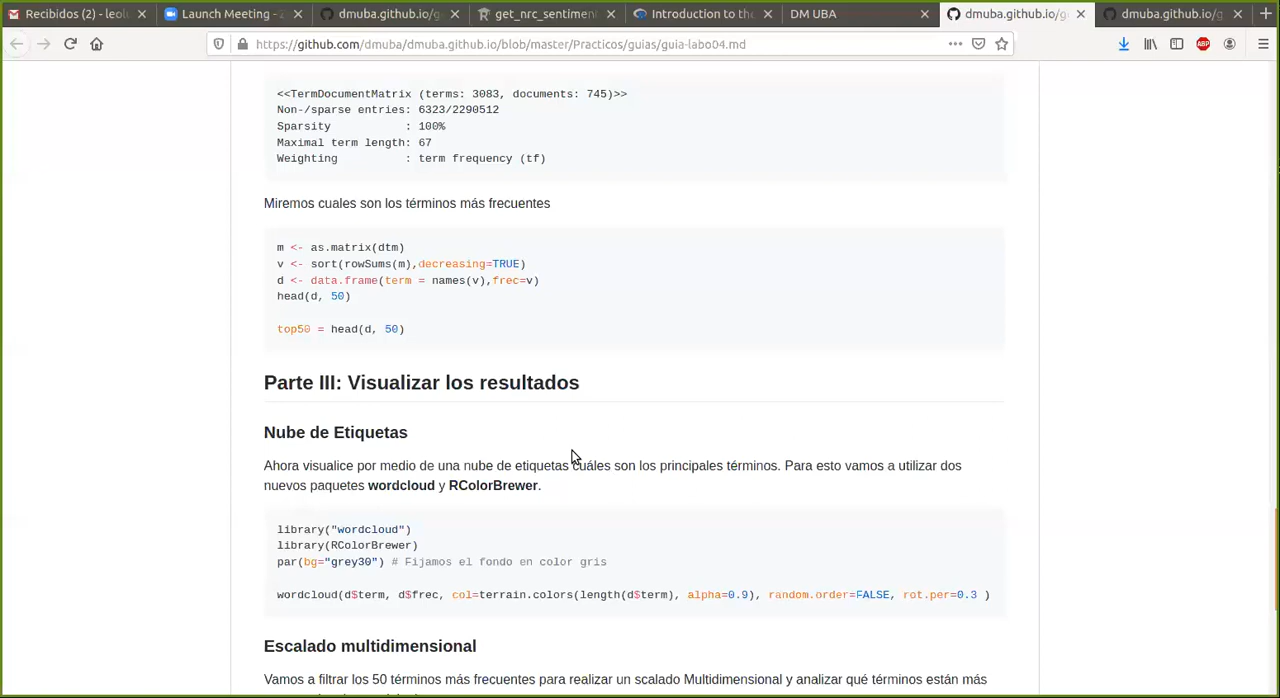 Recibidos (2) - leol
Launch Meeting - Z
dmuba.github.io/g
get_nrc_sentimen
Introduction to the
DM UBA
dmuba.github.io/g
dmuba.github.io/g
https://github.com/dmuba/dmuba.github.io/blob/master/Practicos/guias/guia-labo04.md
ABP
<<TermDocumentMatrix (terms: 3083, documents: 745)>>
Non-/sparse entries: 6323/2290512
Sparsity : 100%
Maximal term length: 67
Weighting : term frequency (tf)
Miremos cuales son los términos más frecuentes
m <- as.matrix(dtm)
v <- sort(rowSums(m),decreasing=TRUE)
d <- data.frame(term = names(v),frec=v)
head(d, 50)
top50 = head(d, 50)
Parte III: Visualizar los resultados
Nube de Etiquetas
Ahora visualice por medio de una nube de etiquetas cuáles son los principales términos. Para esto vamos a utilizar dos
nuevos paquetes wordcloud y RColorBrewer.
library("wordcloud")
library(RColorBrewer)
par(bg="grey30") # Fijamos el fondo en color gris
wordcloud(d$term, d$frec, col=terrain.colors(length(d$term), alpha=0.9), random.order=FALSE, rot.per=0.3 )
Escalado multidimensional
Vamos a filtrar los 50 términos más frecuentes para realizar un scalado Multidimensional y analizar qué términos están más